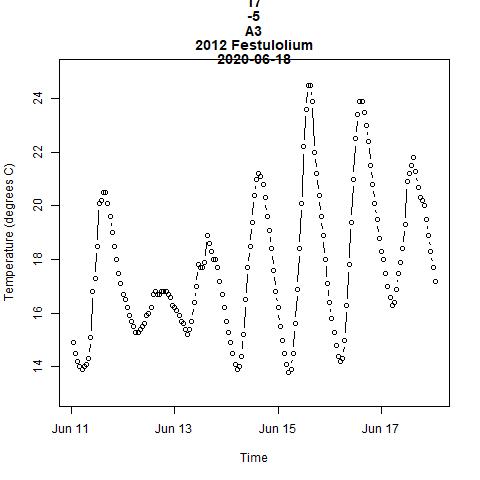 17
-5
A3
2012 Festulolium
2020-06-18
Temperature (degrees C)
24
22
20
18
16
14
Jun 11
Jun 13
Jun 15
Jun 17
Time